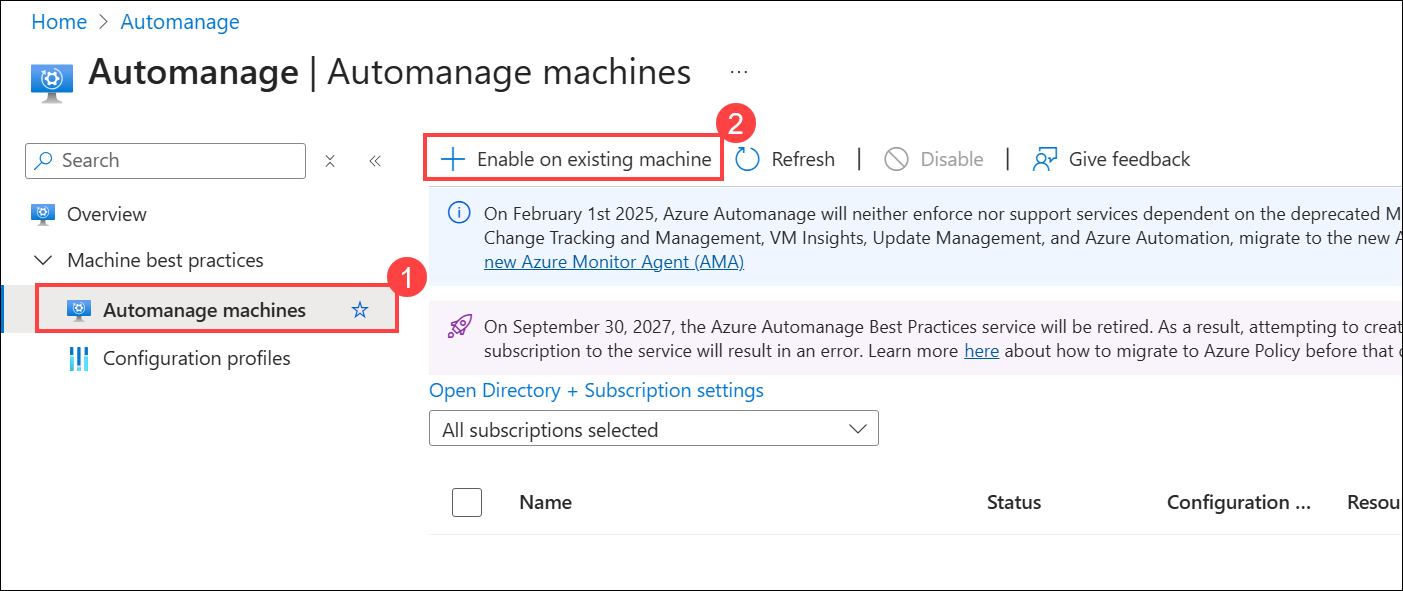 Home > Automanage
Automanage | Automanage machines ...
2
Search
Enable on existing machine Refresh | Disable | Give feedback
Overview
On February 1st 2025, Azure Automanage will neither enforce nor support services dependent on the deprecated M
Change Tracking and Management, VM Insights, Update Management, and Azure Automation, migrate to the new A
new Azure Monitor Agent (AMA)
Machine best practices
1
Automanage machines
Configuration profiles
On September 30, 2027, the Azure Automanage Best Practices service will be retired. As a result, attempting to creat
subscription to the service will result in an error. Learn more here about how to migrate to Azure Policy before that
Open Directory + Subscription settings
All subscriptions selected
Name Status Configuration ... Resou